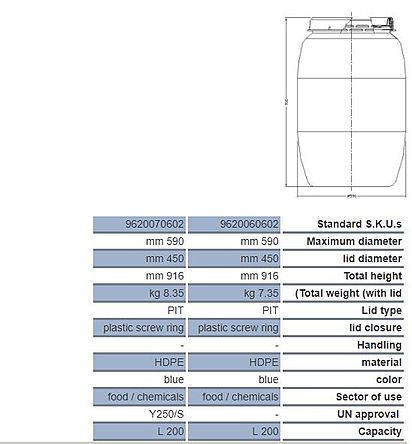 9620070602 9620060602 Standard S.K.U.s
mm 590 mm 590 Maximum diameter
mm 450 mm 450 lid diameter
mm 916 mm 916 Total height
kg 8.35 kg 7.35 (Total weight (with lid
PIT PIT Lid type
plastic screw ring plastic screw ring lid closure
- - Handling
HDPE HDPE material
blue blue color
food / chemicals food / chemicals Sector of use
Y250/S - UN approval
L 200 L 200 Capacity